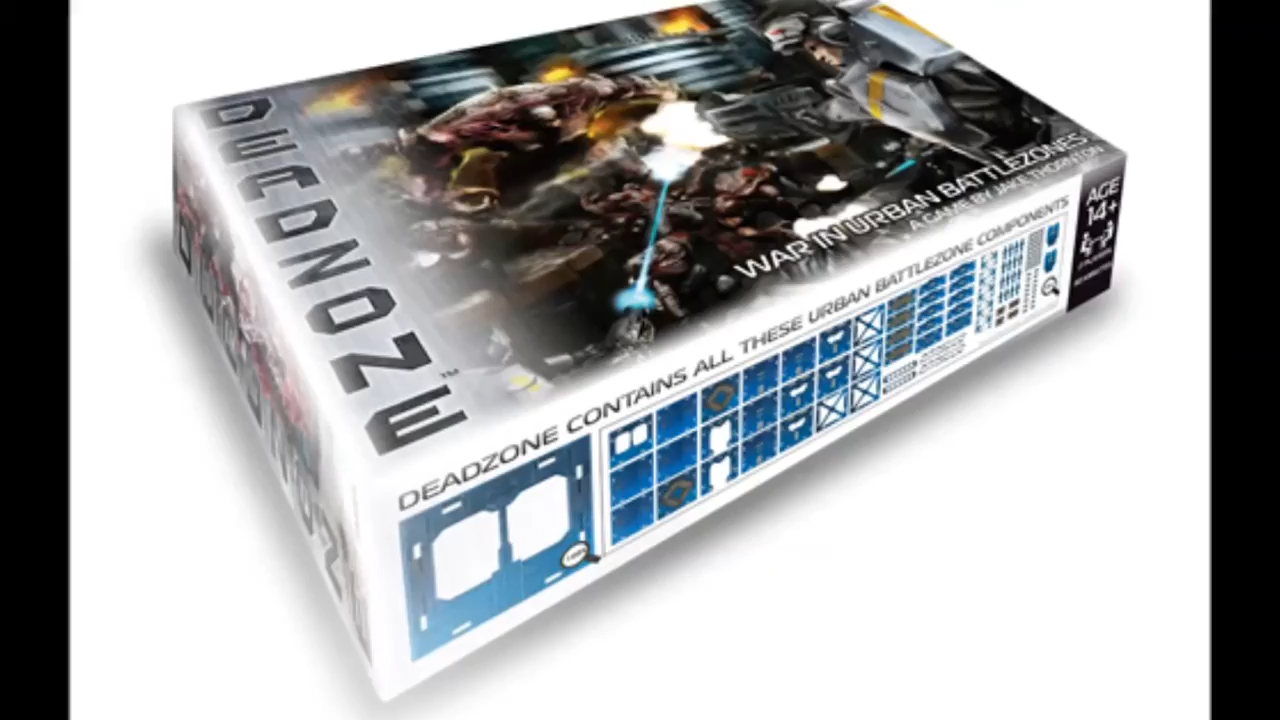 DEADZONE™
WAR IN URBAN BATTLEZONES
A GAME BY JAKE THORNTON
DEADZONE CONTAINS ALL THESE URBAN BATTLEZONE COMPONENTS
AGE
14+